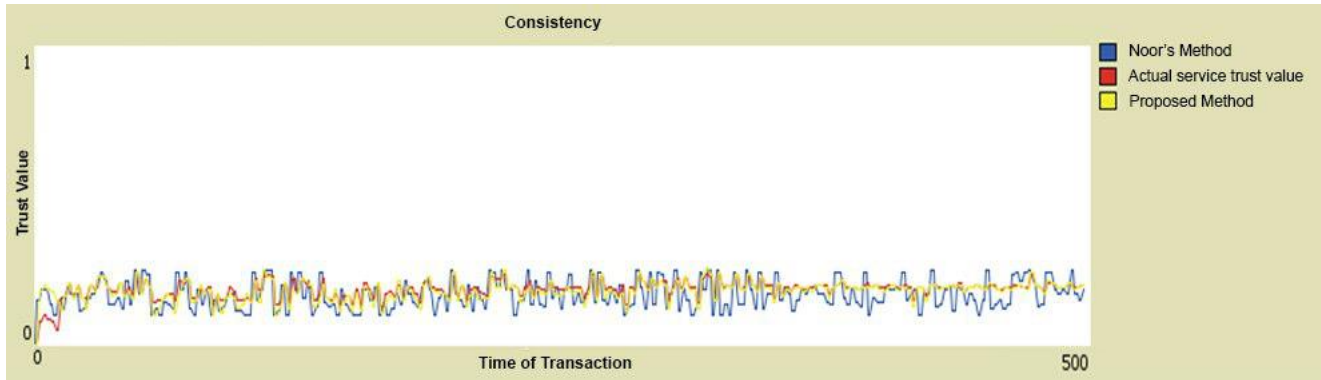 Consistency
1
Noor's Method
Actual service trust value
Proposed Method
Trust Value
0
0
Time of Transaction
500